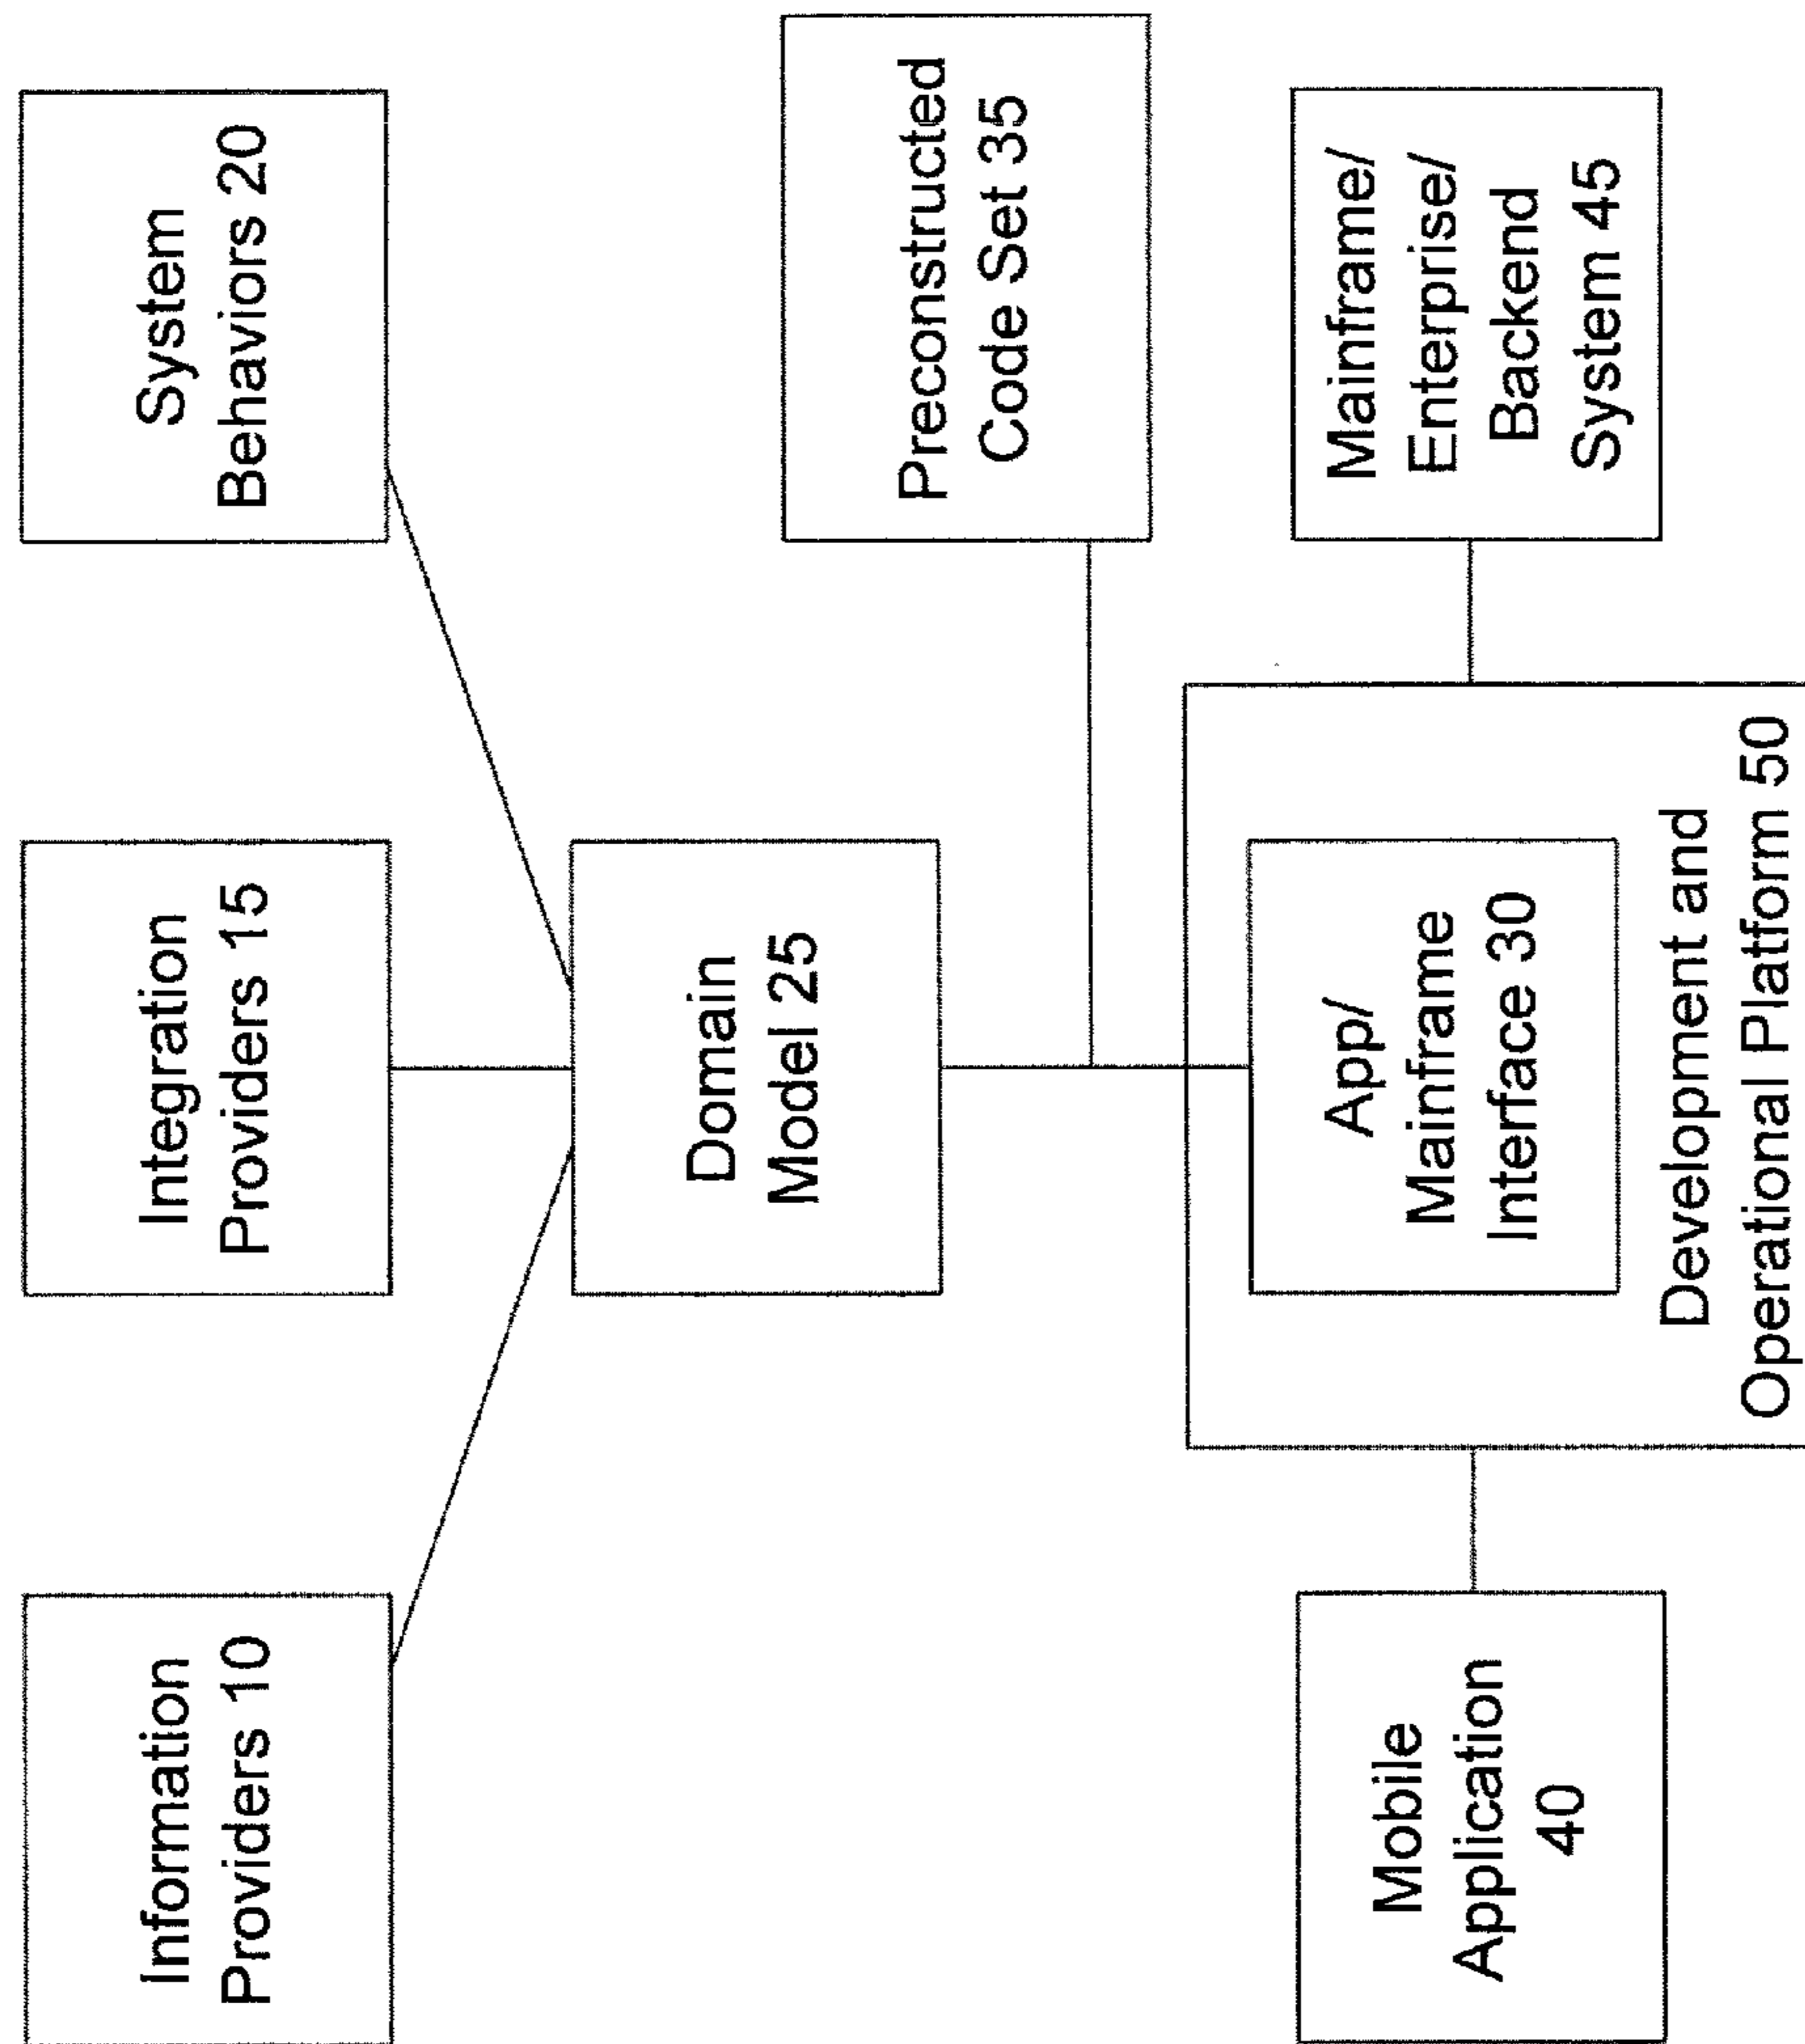 Information
Providers 10
Integration
Providers 15
System
Behaviors 20
Domain
Model 25
Preconstructed
Code Set 35
Mobile
Application
40
App/
Mainframe
Interface 30
Development and
Operational Platform 50
Mainframe/
Enterprise/
Backend
System 45